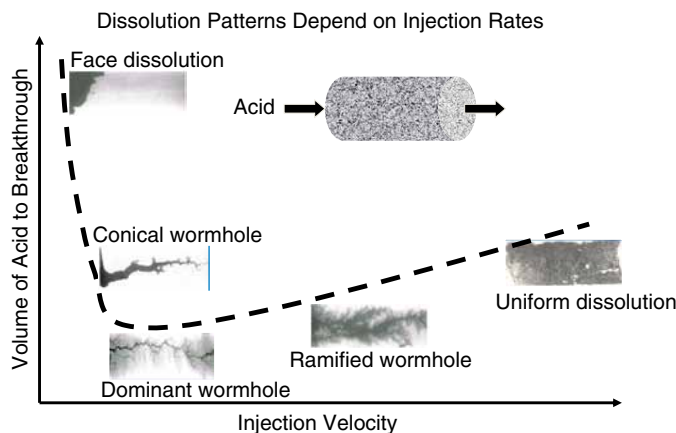 Dissolution Patterns Depend on Injection Rates
Face dissolution
Acid
Volume of Acid to Breakthrough
Conical wormhole
Uniform dissolution
Ramified wormhole
Dominant wormhole
Injection Velocity